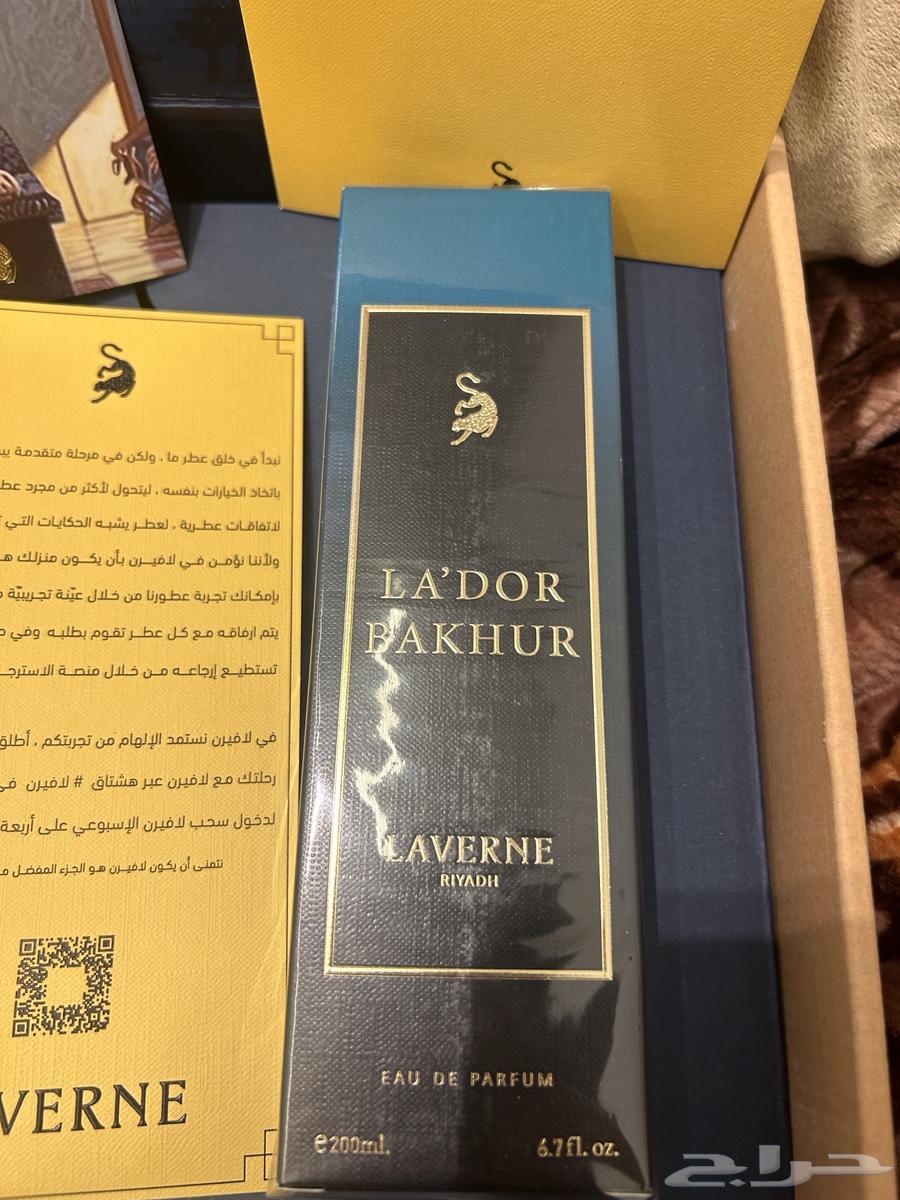 نبدأ في خلق عطر ما ، ولكن في مرحلة متقدمة
باتخاذ الخيارات بنفسه ، ليتحول لأكثر من مجرد
لاتفاقات عطرية ، لعطر يشبه الحكايات التي
ولأننا نؤمن في لافيرن بأن يكون منزلك
بإمكانك تجربة عطورنا من خلال عيّنة تجريبيّة
يتم ارفاقه مع كل عطر تقوم بطلبه وفي
تستطيع إرجاعه من خلال منصة
في لافيرن نستمد الإلهام من تجربتكم ،
رحلتك مع لافيرن عبر هشتاق # لافيرن
لدخول سحب لافيرن الإسبوعي على أربعة
نتمنى أن يكون لافيرن هو الجزء المفضل
VERNE
LA’DOR
BAKHUR
LAVERNE
RIYADH
EAU DE PARFUM
e200ml. 6.7 fl. oz.
حراج